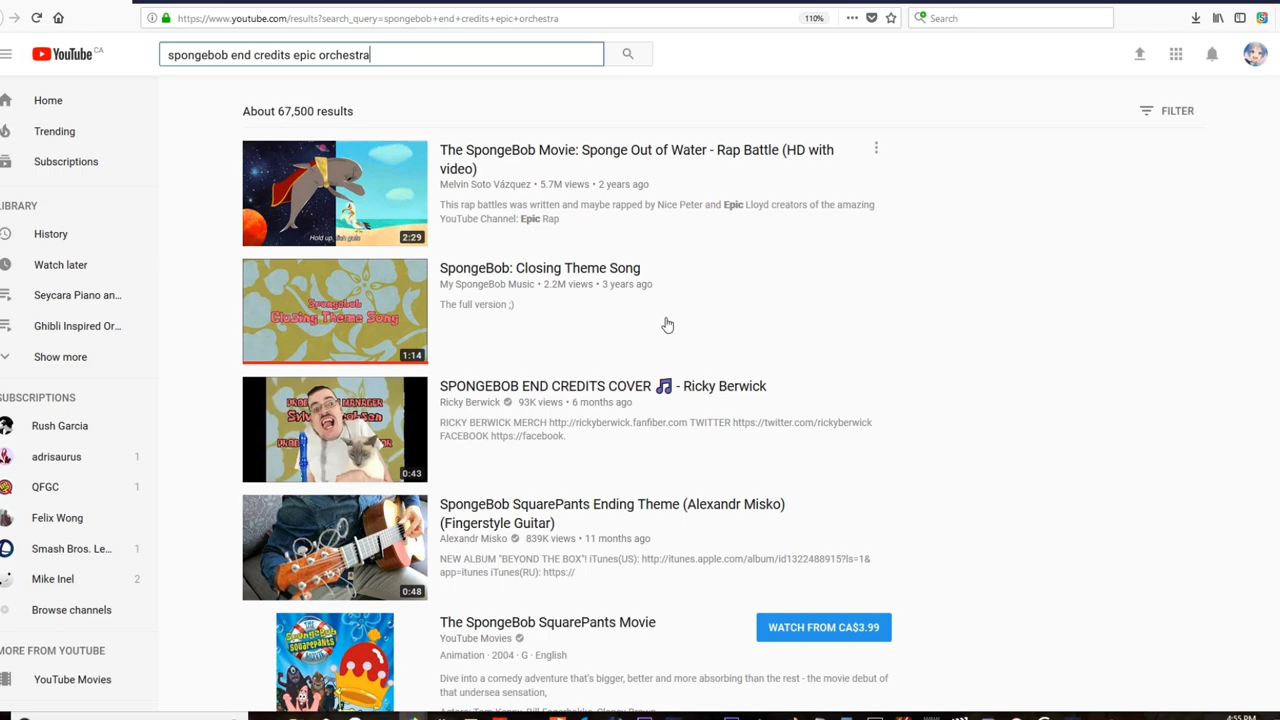 https://www.youtube.com/results?search_query=spongebob+end+credits+epic+orchestra
110%
Search
YouTube CA
spongebob end credits epic orchestra
Home
Trending
Subscriptions
LIBRARY
History
Watch later
Seycara Piano an...
Ghibli Inspired Or...
Show more
SUBSCRIPTIONS
Rush Garcia
adrisaurus 1
QFGC 1
Felix Wong
Smash Bros. Le... 1
Mike Inel 2
Browse channels
MORE FROM YOUTUBE
YouTube Movies
About 67,500 results
FILTER
2:29
The SpongeBob Movie: Sponge Out of Water - Rap Battle (HD with
video)
Melvin Soto Vázquez • 5.7M views • 2 years ago
This rap battles was written and maybe rapped by Nice Peter and Epic Lloyd creators of the amazing
YouTube Channel: Epic Rap
Spongebob
Closing Theme Song
1:14
SpongeBob: Closing Theme Song
My SpongeBob Music • 2.2M views • 3 years ago
The full version ;)
0:43
SPONGEBOB END CREDITS COVER 🎵 - Ricky Berwick
Ricky Berwick 93K views • 6 months ago
RICKY BERWICK MERCH http://rickyberwick.fanfiber.com TWITTER https://twitter.com/rickyberwick
FACEBOOK https://facebook.
0:48
SpongeBob SquarePants Ending Theme (Alexandr Misko)
(Fingerstyle Guitar)
Alexandr Misko 839K views • 11 months ago
NEW ALBUM "BEYOND THE BOX"! iTunes(US): http://itunes.apple.com/album/id1322488915?ls=1&
app=itunes iTunes(RU): https://
The SpongeBob SquarePants Movie
YouTube Movies
Animation · 2004 · G · English
Dive into a comedy adventure that's bigger, better and more absorbing than the rest - the movie debut of
that undersea sensation,
WATCH FROM CA$3.99
4:55 PM